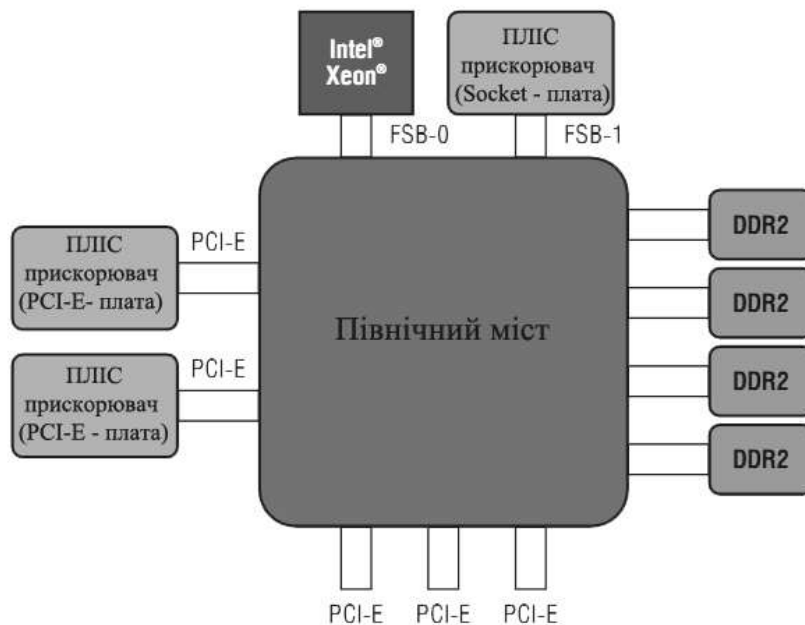 Intel®
Xeon®
ПЛІС
прискорювач
(Socket - плата)
FSB-0
FSB-1
ПЛІС
прискорювач
(PCI-E- плата)
PCI-E
ПЛІС
прискорювач
(PCI-E - плата)
PCI-E
Північний міст
DDR2
DDR2
DDR2
DDR2
PCI-E
PCI-E
PCI-E